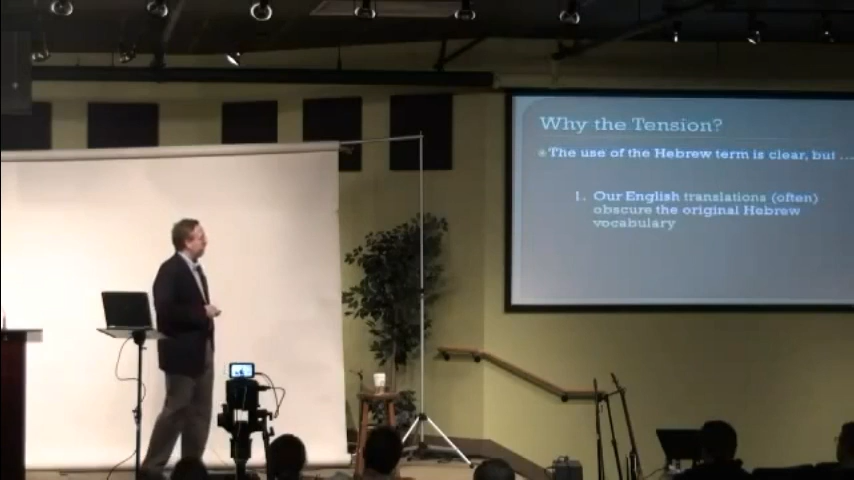 Why the Tension?
The use of the Hebrew term is clear, but ...
1. Our English translations (often)
obscure the original Hebrew
vocabulary